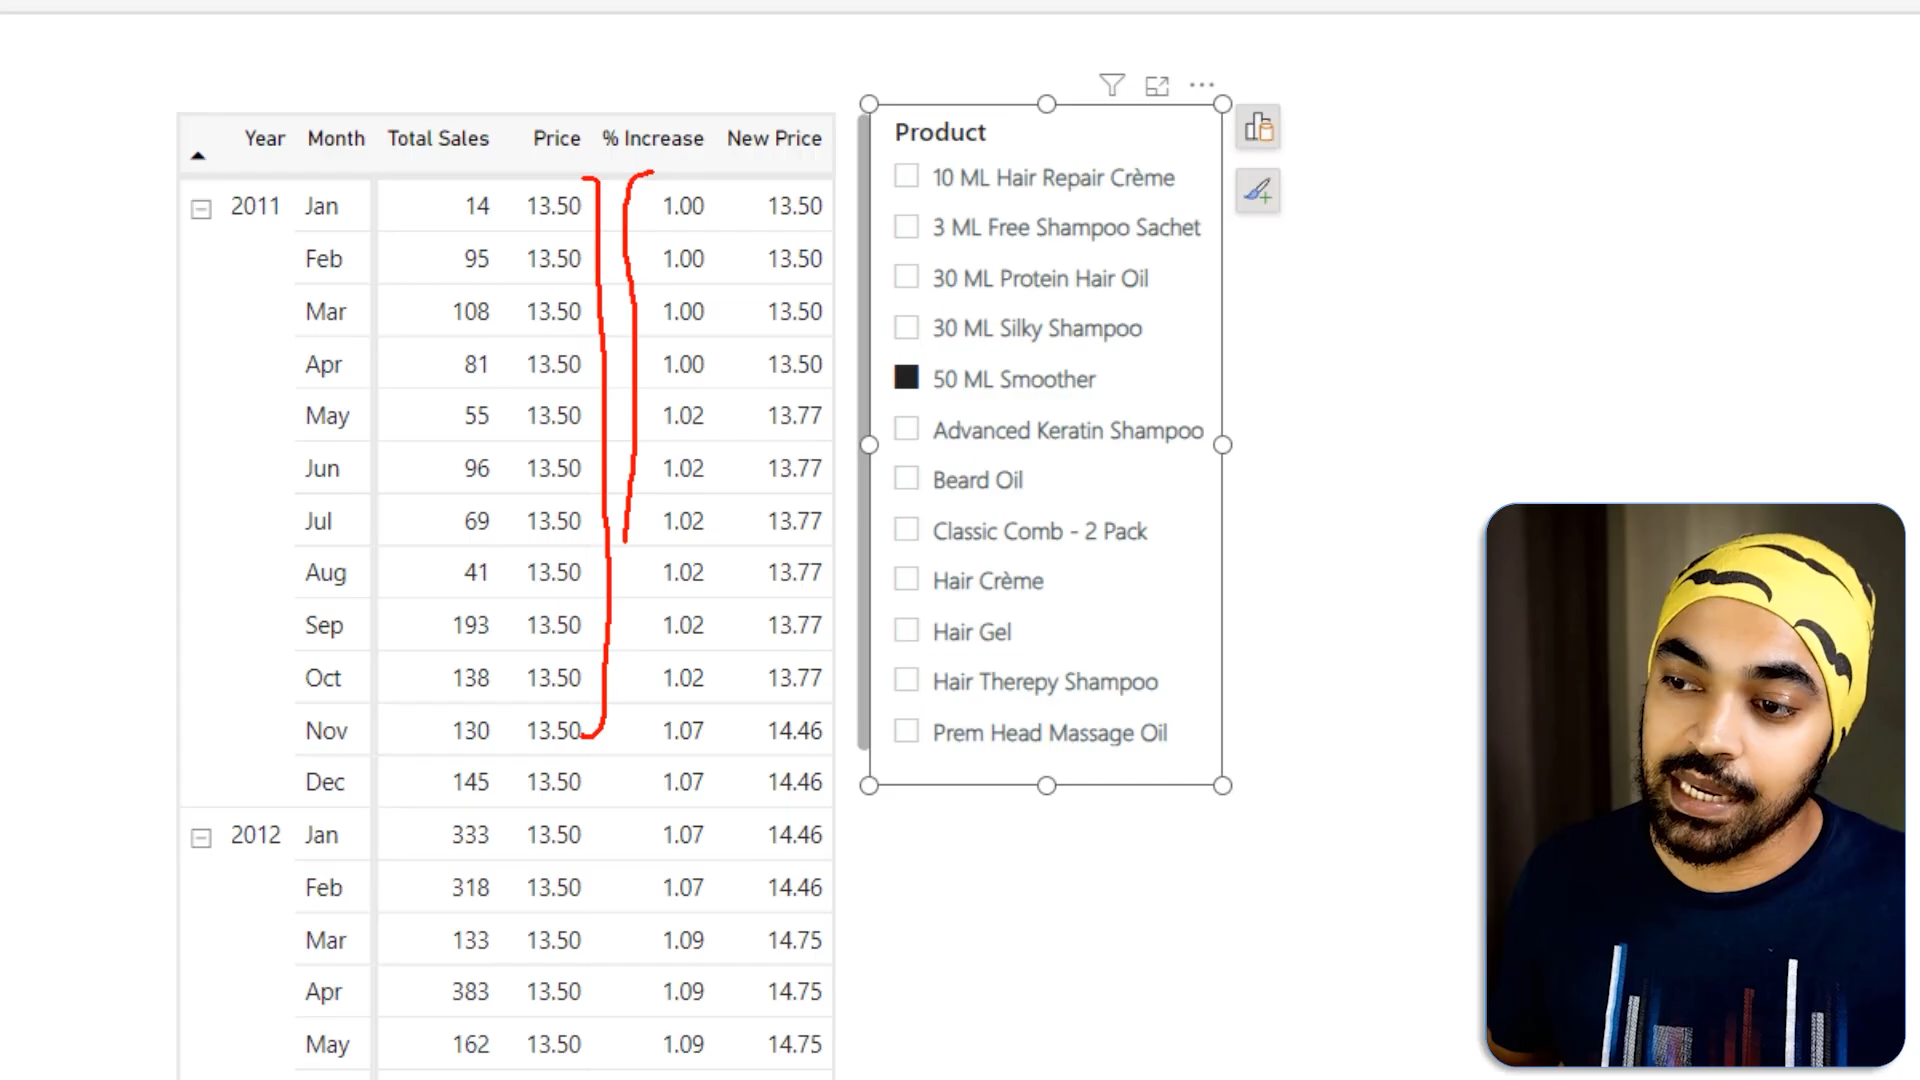 Year Month Total Sales Price % Increase New Price
2011 Jan 14 13.50 1.00 13.50
Feb 95 13.50 1.00 13.50
Mar 108 13.50 1.00 13.50
Apr 81 13.50 1.00 13.50
May 55 13.50 1.02 13.77
Jun 96 13.50 1.02 13.77
Jul 69 13.50 1.02 13.77
Aug 41 13.50 1.02 13.77
Sep 193 13.50 1.02 13.77
Oct 138 13.50 1.02 13.77
Nov 130 13.50 1.07 14.46
Dec 145 13.50 1.07 14.46
2012 Jan 333 13.50 1.07 14.46
Feb 318 13.50 1.07 14.46
Mar 133 13.50 1.09 14.75
Apr 383 13.50 1.09 14.75
May 162 13.50 1.09 14.75
Product
10 ML Hair Repair Crème
3 ML Free Shampoo Sachet
30 ML Protein Hair Oil
30 ML Silky Shampoo
50 ML Smoother
Advanced Keratin Shampoo
Beard Oil
Classic Comb - 2 Pack
Hair Crème
Hair Gel
Hair Therepy Shampoo
Prem Head Massage Oil